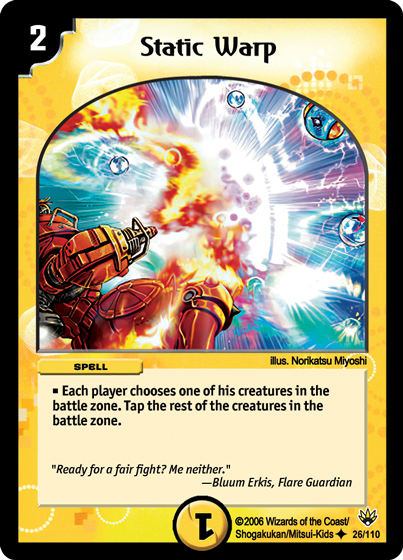 2
Static Warp
illus. Norikatsu Miyoshi
SPELL
▪ Each player chooses one of his creatures in the
battle zone. Tap the rest of the creatures in the
battle zone.
"Ready for a fair fight? Me neither."
—Bluum Erkis, Flare Guardian
1
©2006 Wizards of the Coast/
Shogakukan/Mitsui-Kids ✦ 26/110